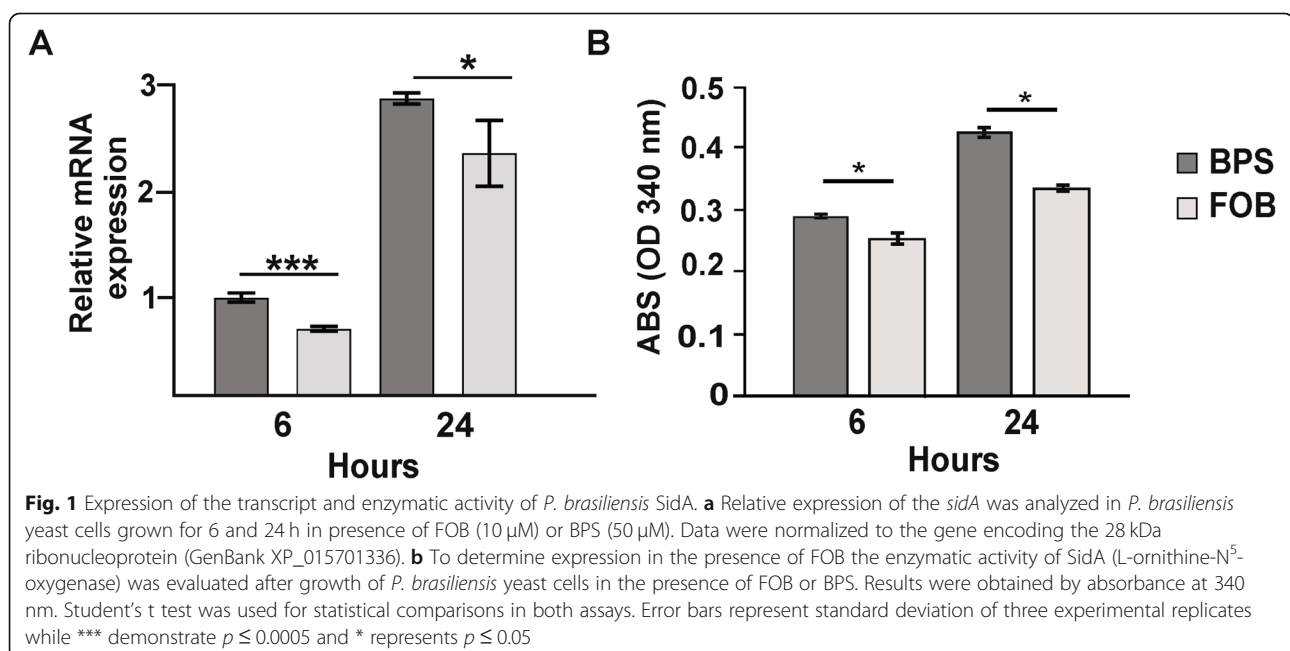 A
B
3
2
1
Relative mRNA
expression
***
*
6
24
Hours
0.5
0.4
0.3
0.2
0.1
0
ABS (OD 340 nm)
*
*
6
24
Hours
BPS
FOB
Fig. 1 Expression of the transcript and enzymatic activity of P. brasiliensis SidA. a Relative expression of the sidA was analyzed in P. brasiliensis
yeast cells grown for 6 and 24 h in presence of FOB (10 μM) or BPS (50 μM). Data were normalized to the gene encoding the 28 kDa
ribonucleoprotein (GenBank XP_015701336). b To determine expression in the presence of FOB the enzymatic activity of SidA (L-ornithine-N⁵-
oxygenase) was evaluated after growth of P. brasiliensis yeast cells in the presence of FOB or BPS. Results were obtained by absorbance at 340
nm. Student's t test was used for statistical comparisons in both assays. Error bars represent standard deviation of three experimental replicates
while *** demonstrate p ≤ 0.0005 and * represents p ≤ 0.05